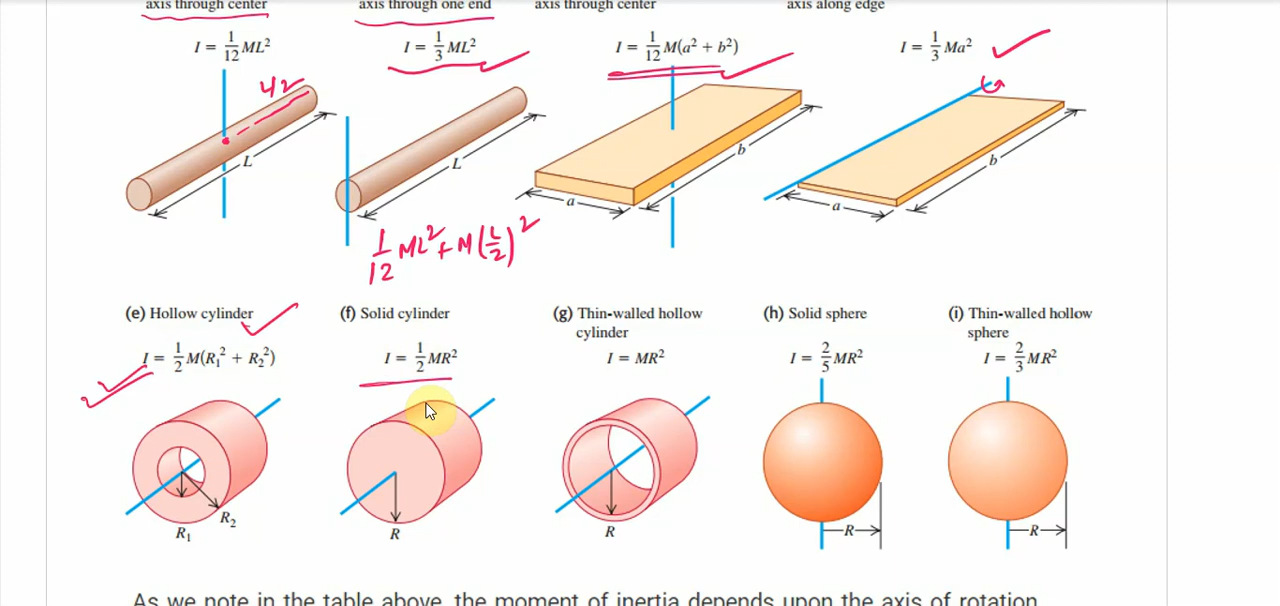 axis through center
axis through one end
axis through center
axis along edge
I = 1/12 ML²
I = 1/3 ML²
I = 1/12 M(a² + b²)
I = 1/3 Ma²
L
L
a
b
a
b
1/12 ML² + M(L/2)²
(e) Hollow cylinder
(f) Solid cylinder
(g) Thin-walled hollow
cylinder
(h) Solid sphere
(i) Thin-walled hollow
sphere
I = 1/2 M(R₁² + R₂²)
I = 1/2 MR²
I = MR²
I = 2/5 MR²
I = 2/3 MR²
R₁
R₂
R
R
R
R
As we note in the table above, the moment of inertia depends upon the axis of rotation